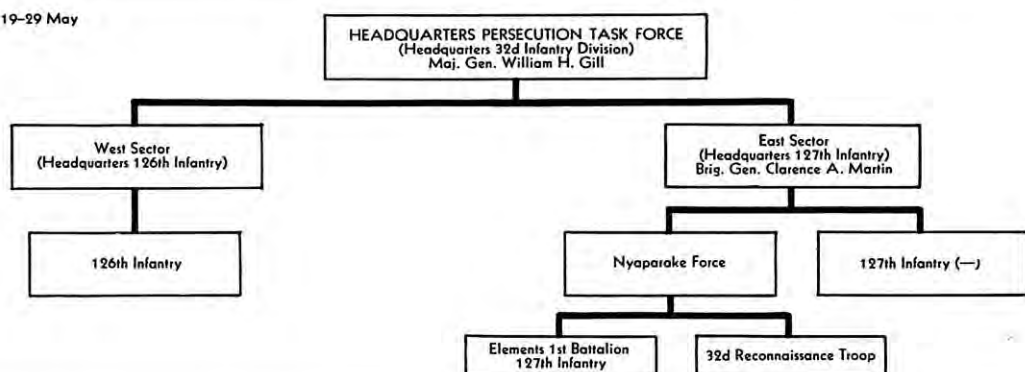 19-29 May
HEADQUARTERS PERSECUTION TASK FORCE
(Headquarters 32d Infantry Division)
Maj. Gen. William H. Gill
West Sector
(Headquarters 126th Infantry)
East Sector
(Headquarters 127th Infantry)
Brig. Gen. Clarence A. Martin
126th Infantry
Nyaparake Force
127th Infantry (—)
Elements 1st Battalion
127th Infantry
32d Reconnaissance Troop